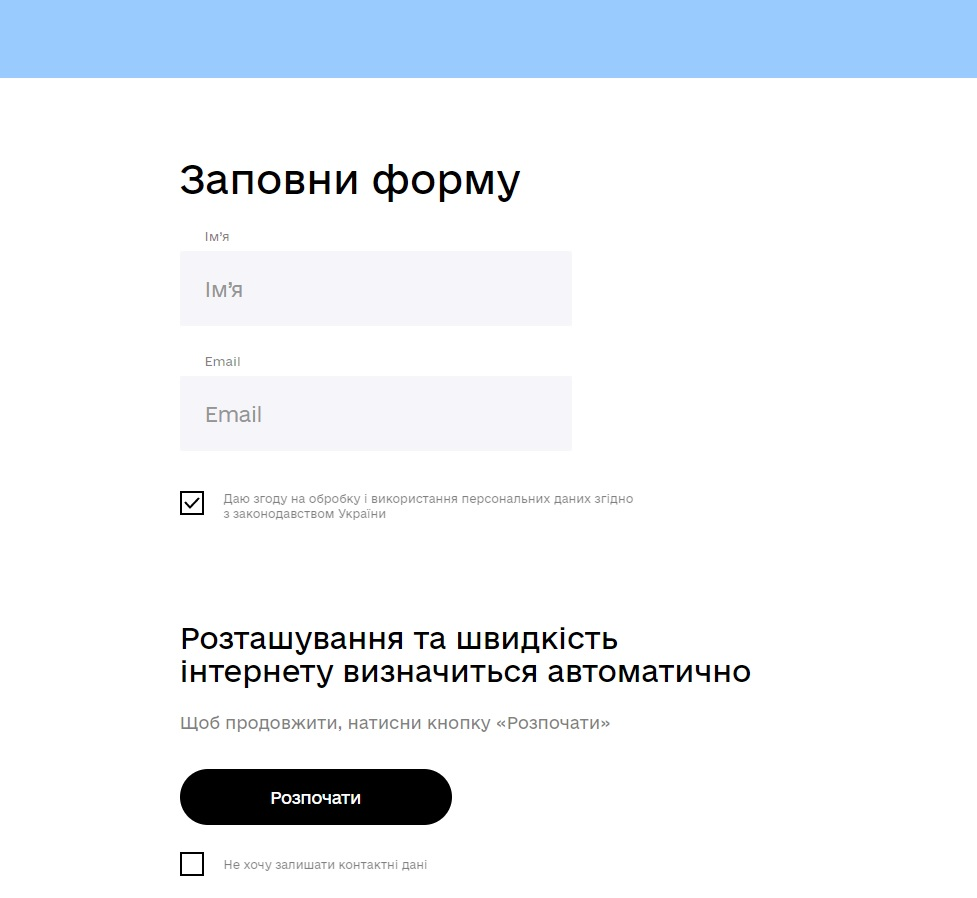 Заповни форму
Ім'я
Ім'я
Email
Email
Даю згоду на обробку і використання персональних даних згідно
з законодавством України
Розташування та швидкість
інтернету визначиться автоматично
Щоб продовжити, натисни кнопку «Розпочати»
Розпочати
Не хочу залишати контактні дані